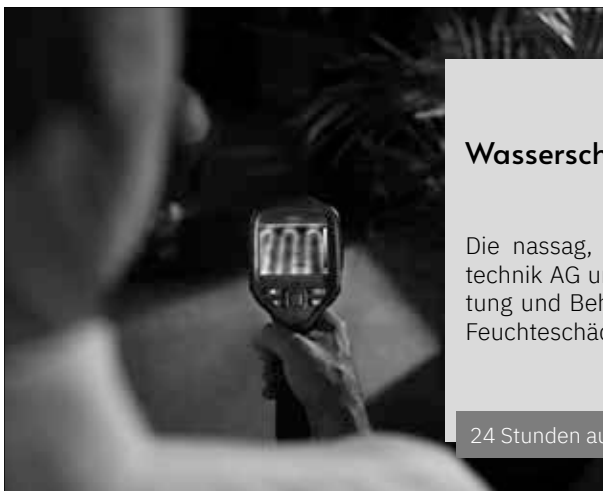 Wassersch
Die nassag,
technik AG u
tung und Beh
Feuchteschäd
24 Stunden au